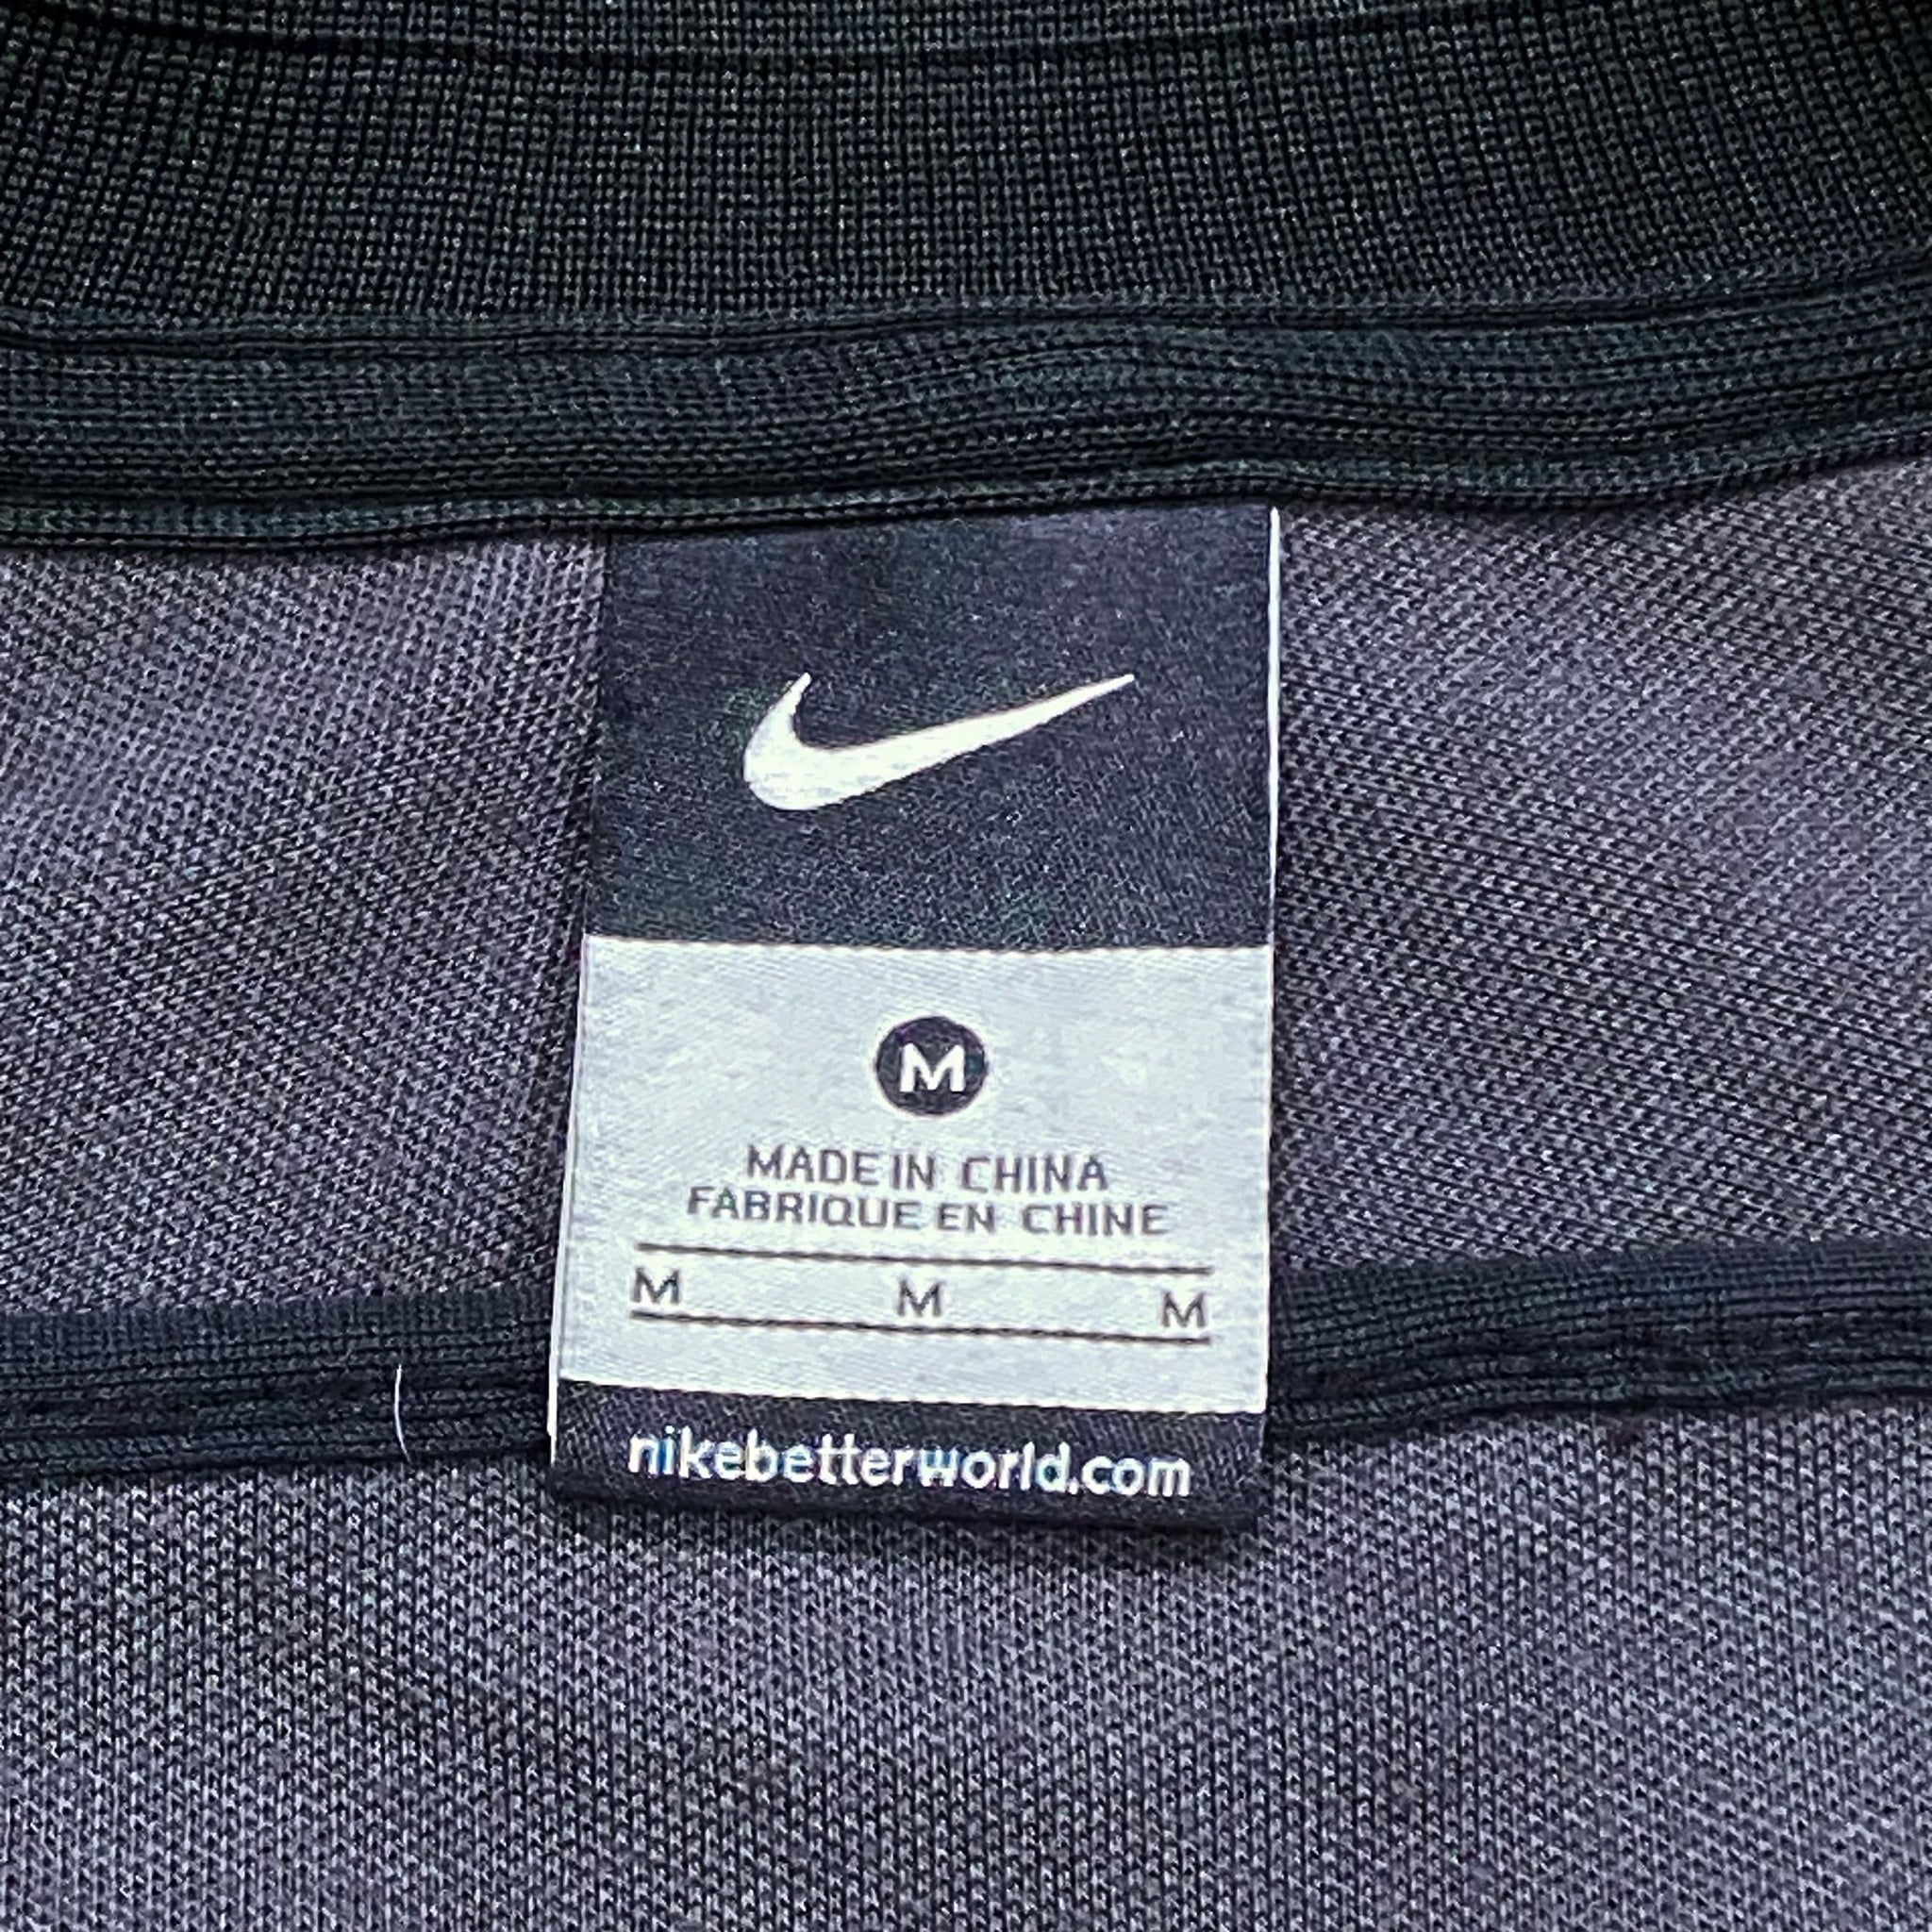 M
MADE IN CHINA
FABRIQUE EN CHINE
M M M
nikebetterworld.com